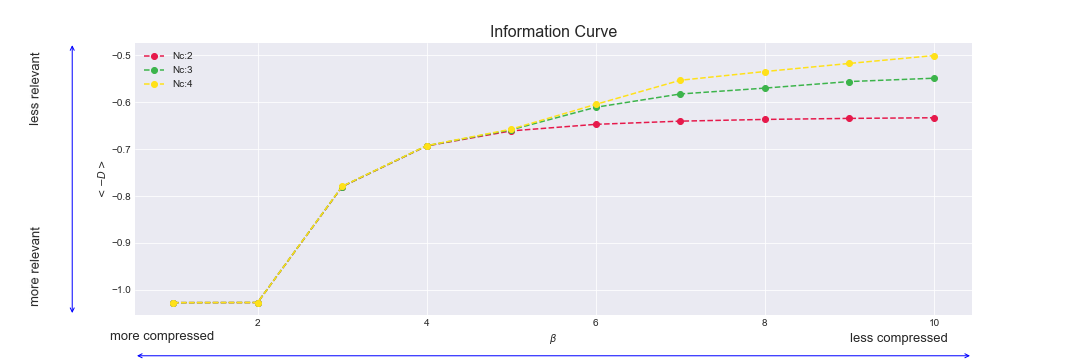 Information Curve
less relevant
more relevant
< −D >
−0.5
−0.6
−0.7
−0.8
−0.9
−1.0
Nc:2
Nc:3
Nc:4
2
4
6
8
10
more compressed
β
less compressed